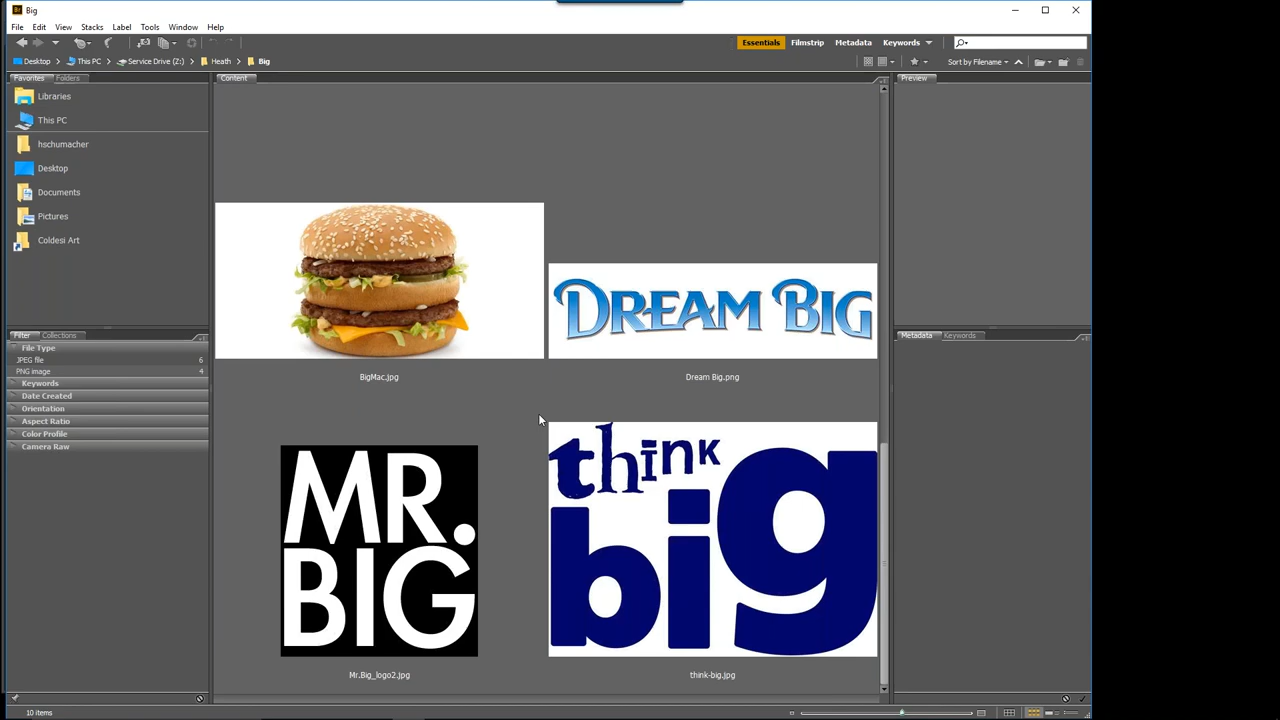 Br Big
File Edit View Stacks Label Tools Window Help
Essentials Filmstrip Metadata Keywords
Desktop This PC Service Drive (Z:) Heath Big
Sort by Filename
Favorites Folders
Content
Preview
Libraries
This PC
hschumacher
Desktop
Documents
Pictures
Coldesi Art
DREAM BIG
BigMac.jpg
Dream Big.png
Filter Collections
Metadata Keywords
File Type
JPEG file 6
PNG image 4
Keywords
Date Created
Orientation
Aspect Ratio
Color Profile
Camera Raw
MR.
BIG
think
big
Mr.Big_logo2.jpg
think-big.jpg
10 items